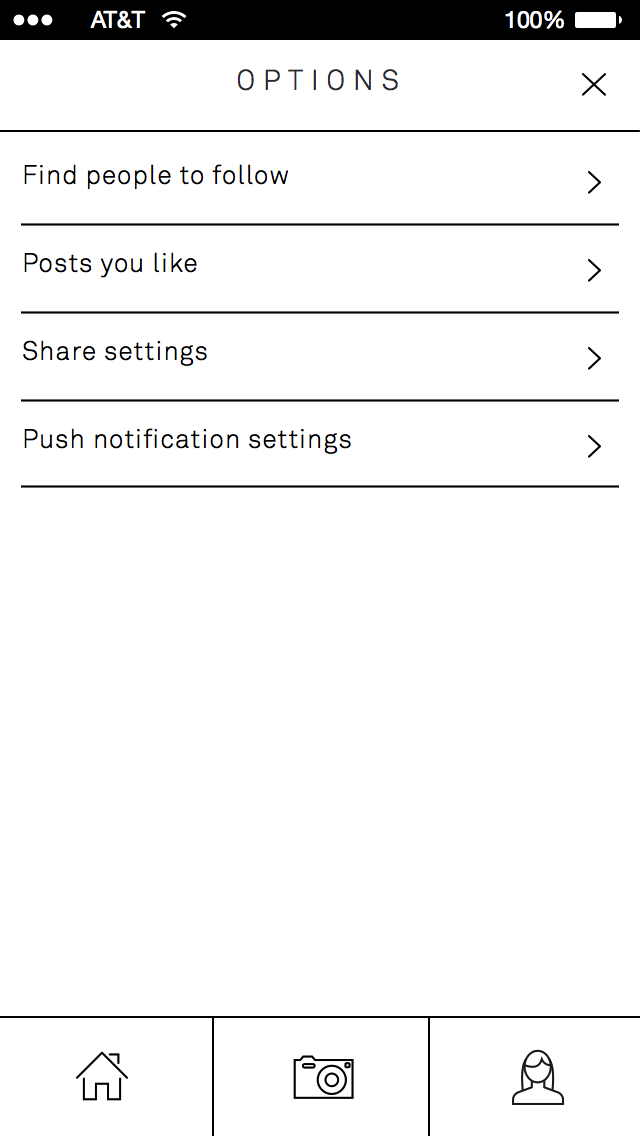 AT&T 100%
OPTIONS
Find people to follow
Posts you like
Share settings
Push notification settings